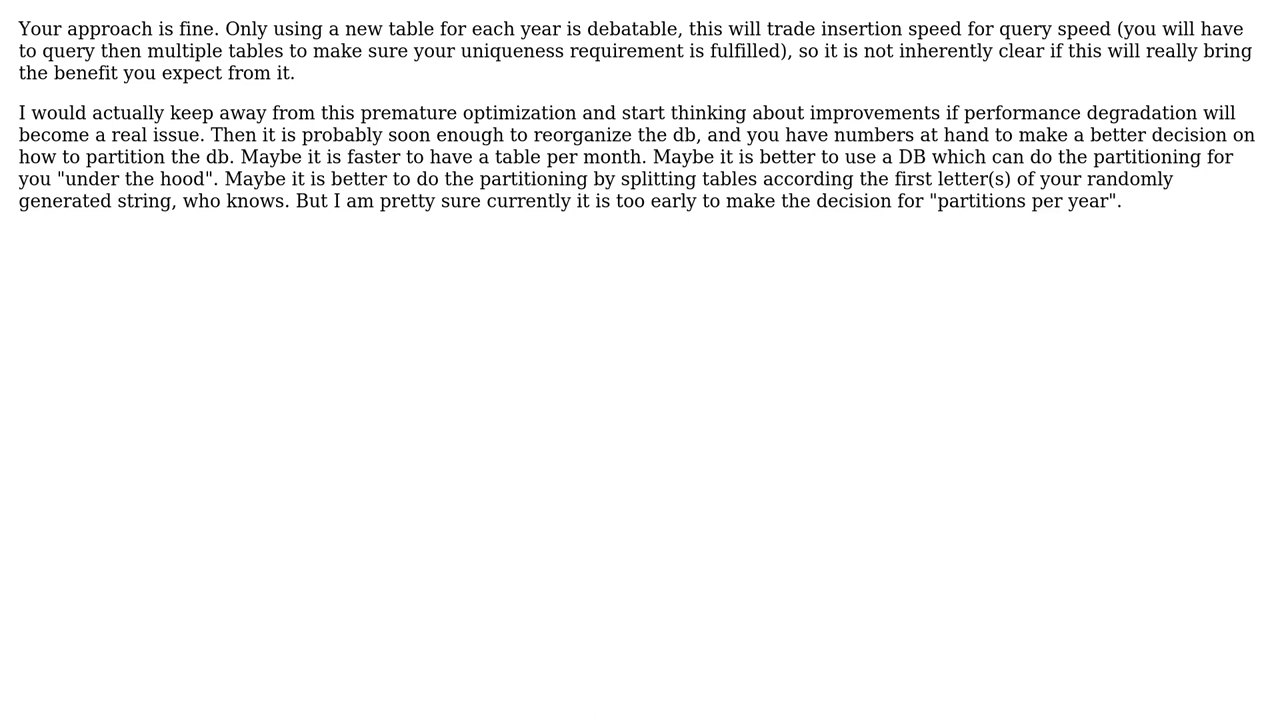 Your approach is fine. Only using a new table for each year is debatable, this will trade insertion speed for query speed (you will have
to query then multiple tables to make sure your uniqueness requirement is fulfilled), so it is not inherently clear if this will really bring
the benefit you expect from it.
I would actually keep away from this premature optimization and start thinking about improvements if performance degradation will
become a real issue. Then it is probably soon enough to reorganize the db, and you have numbers at hand to make a better decision on
how to partition the db. Maybe it is faster to have a table per month. Maybe it is better to use a DB which can do the partitioning for
you "under the hood". Maybe it is better to do the partitioning by splitting tables according the first letter(s) of your randomly
generated string, who knows. But I am pretty sure currently it is too early to make the decision for "partitions per year".